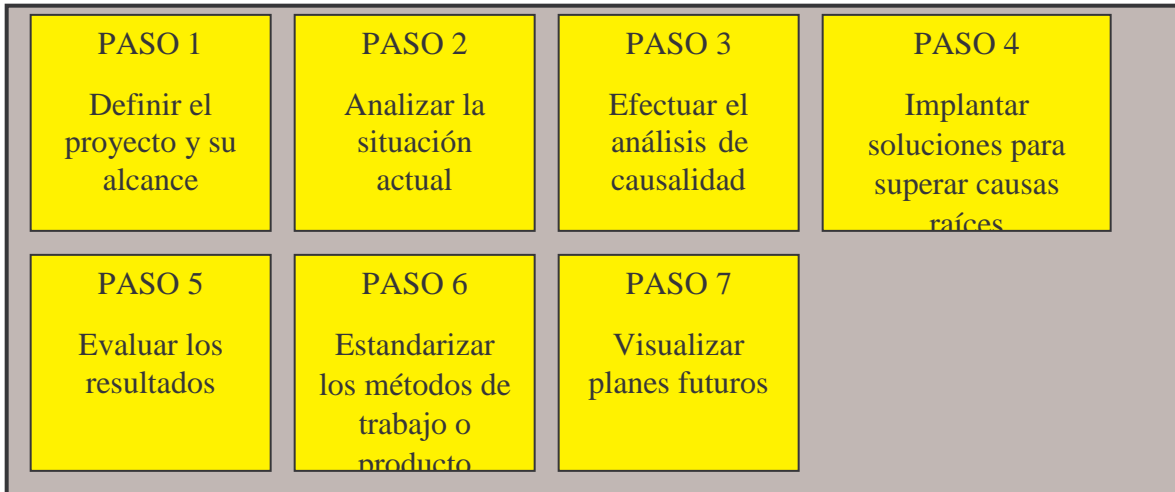 PASO 1
Definir el
proyecto y su
alcance
PASO 2
Analizar la
situación
actual
PASO 3
Efectuar el
análisis de
causalidad
PASO 4
Implantar
soluciones para
superar causas
raíces
PASO 5
Evaluar los
resultados
PASO 6
Estandarizar
los métodos de
trabajo o
producto
PASO 7
Visualizar
planes futuros